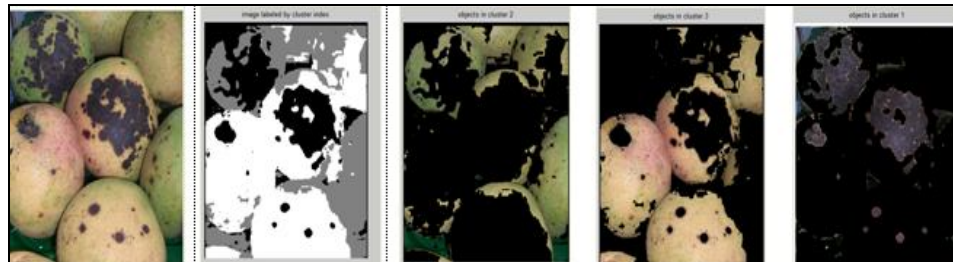 image labeled by cluster index
objects in cluster 2
objects in cluster 3
objects in cluster 1